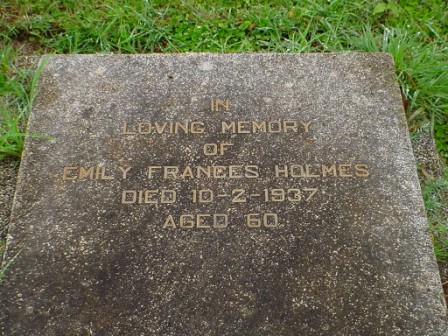 IN
LOVING MEMORY
OF
EMILY FRANCES HOLMES
DIED 10-2-1937
AGED 60.